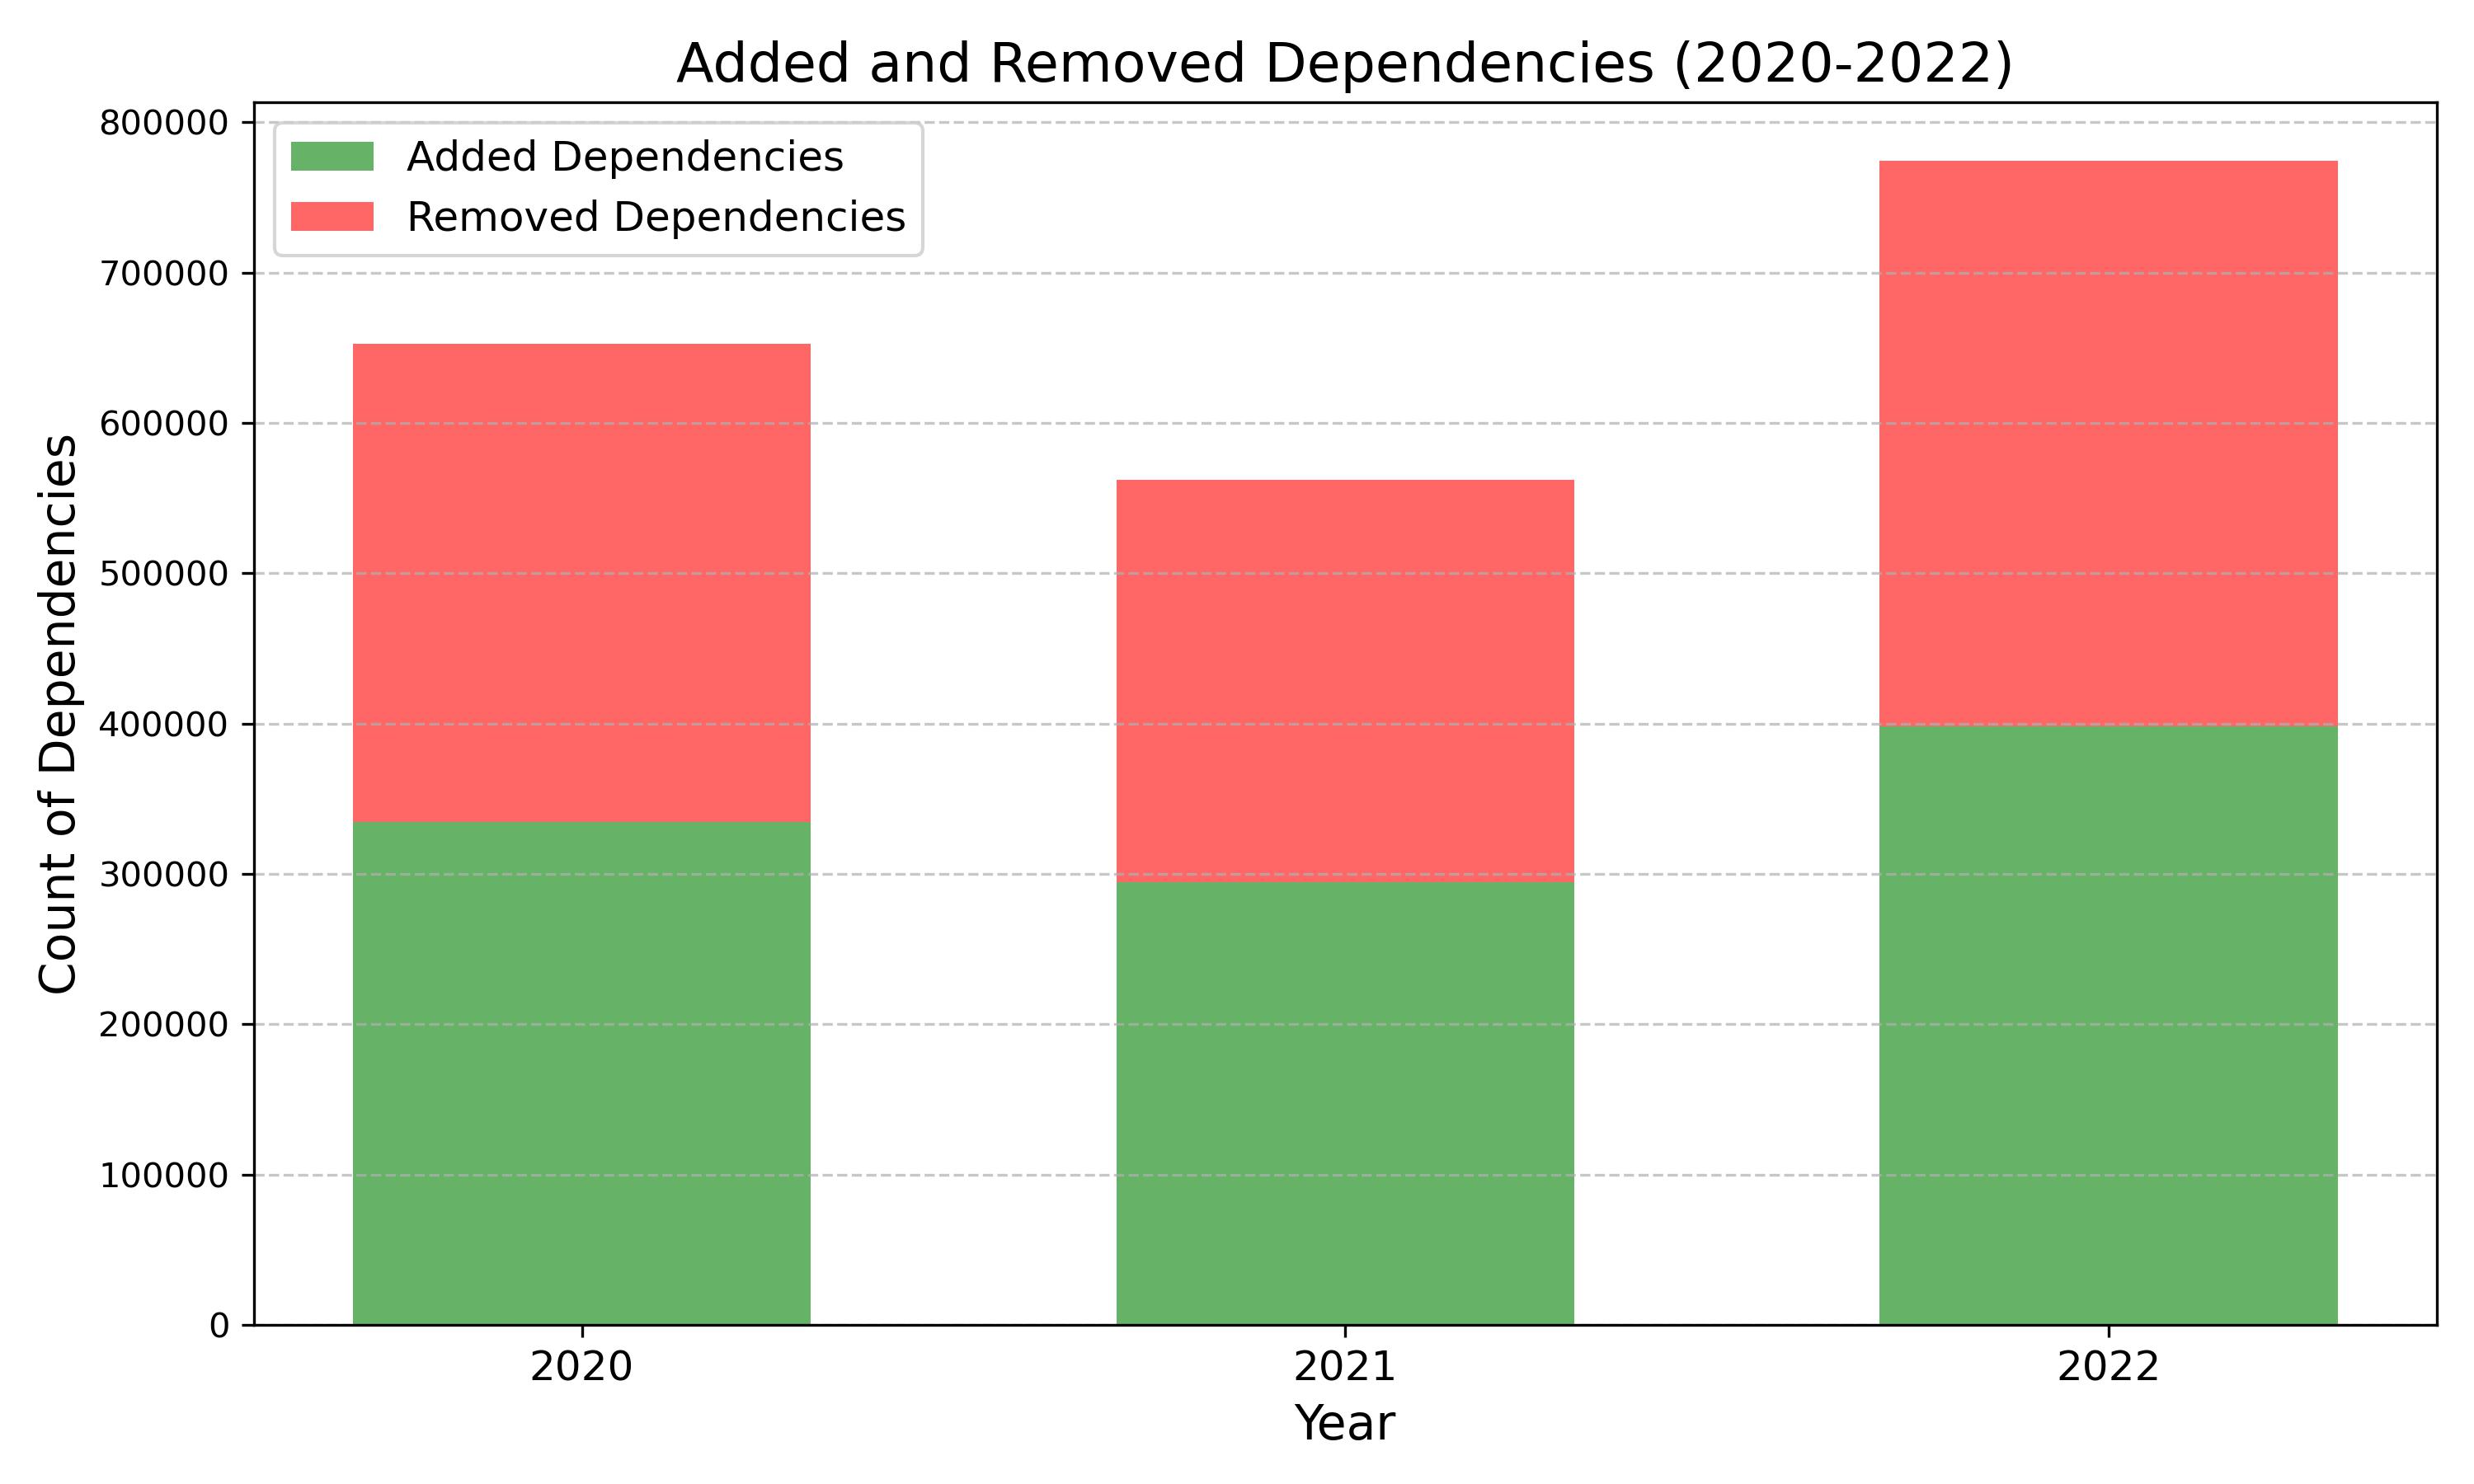 Added and Removed Dependencies (2020-2022)
Added Dependencies
Removed Dependencies
Count of Dependencies
800000
700000
600000
500000
400000
300000
200000
100000
0
2020
2021
2022
Year